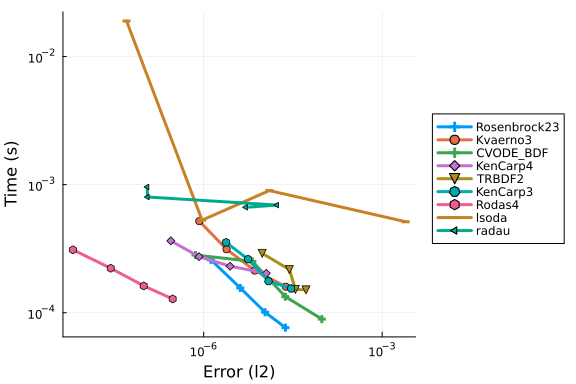 Time (s)
10⁻²
10⁻³
10⁻⁴
10⁻⁶
10⁻³
Error (l2)
Rosenbrock23
Kvaerno3
CVODE_BDF
KenCarp4
TRBDF2
KenCarp3
Rodas4
lsoda
radau